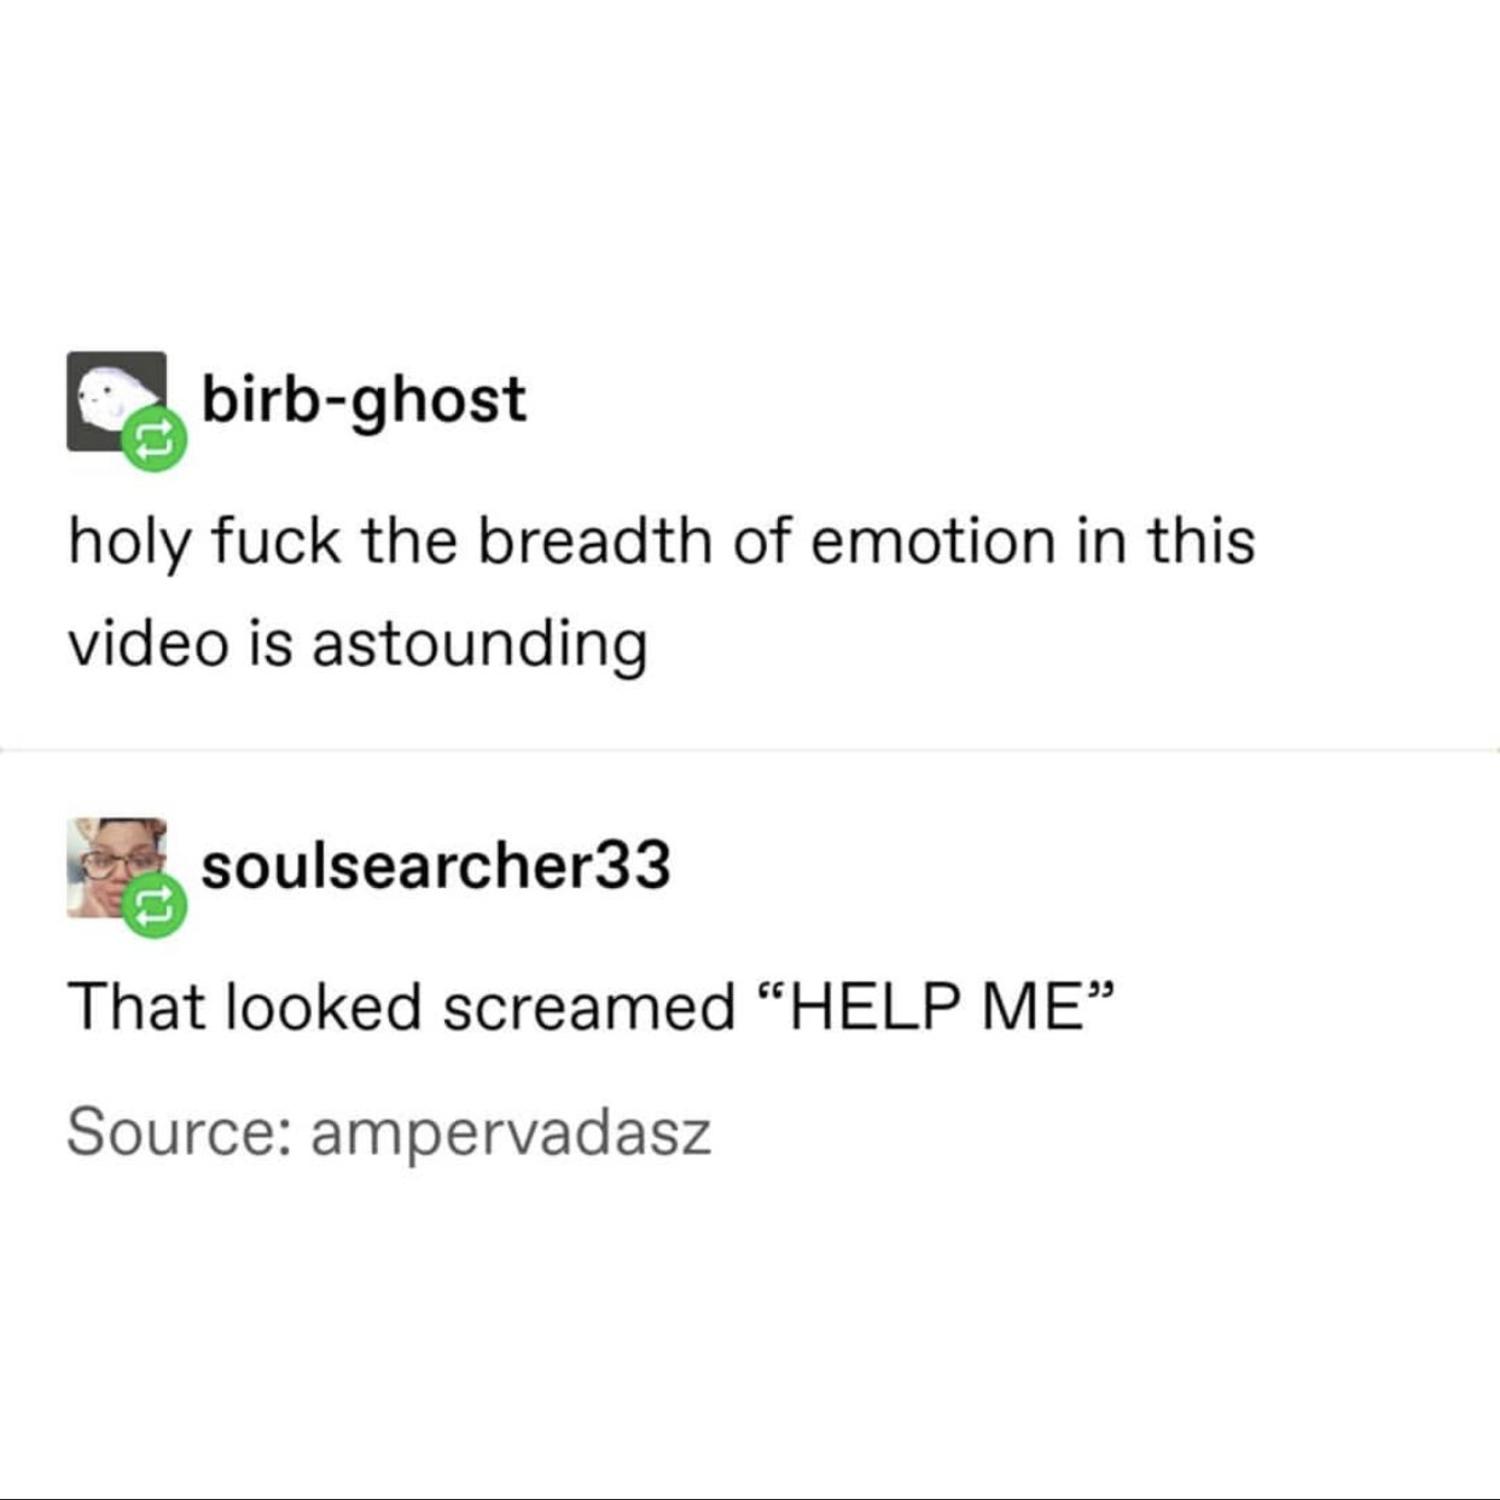 birb-ghost
holy fuck the breadth of emotion in this
video is astounding
soulsearcher33
That looked screamed “HELP ME”
Source: ampervadasz